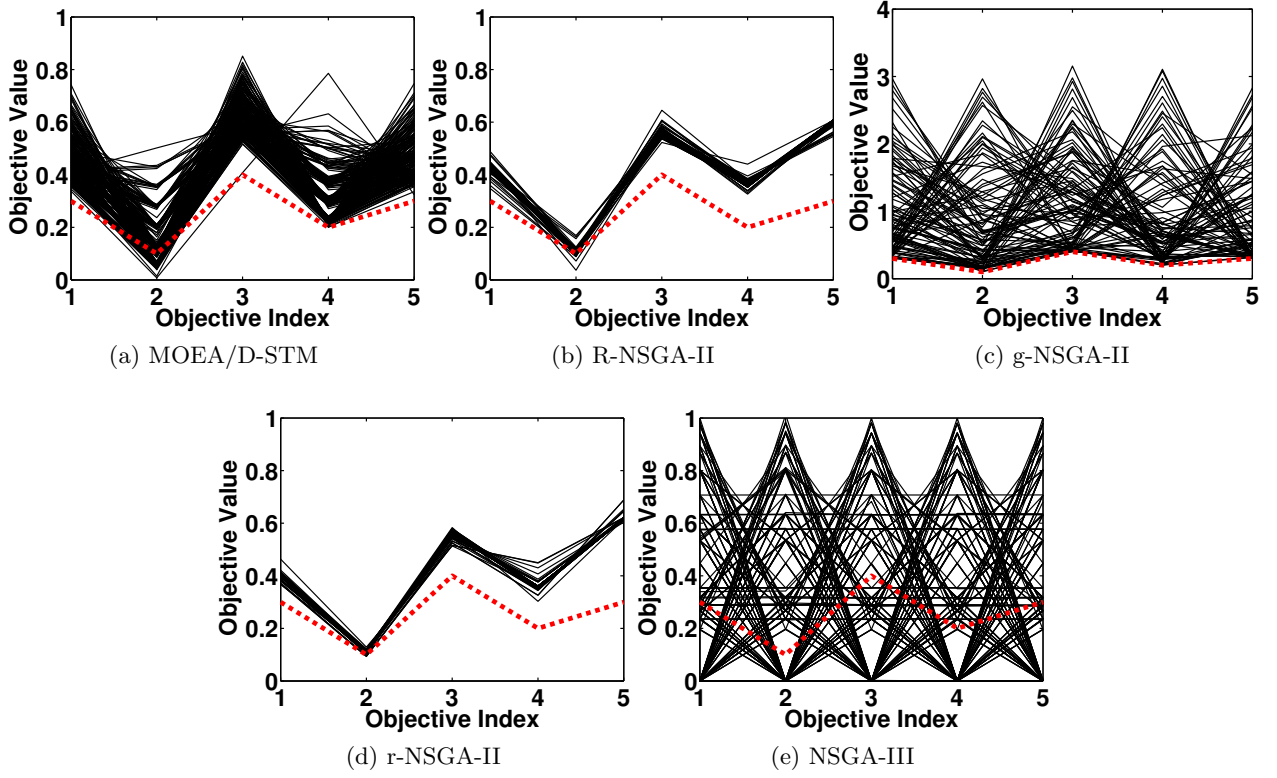 1
0.8
0.6
0.4
0.2
0
Objective Value
1 2 3 4 5
Objective Index
(a) MOEA/D-STM
1
0.8
0.6
0.4
0.2
0
Objective Value
1 2 3 4 5
Objective Index
(b) R-NSGA-II
4
3
2
1
0
Objective Value
1 2 3 4 5
Objective Index
(c) g-NSGA-II
1
0.8
0.6
0.4
0.2
0
Objective Value
1 2 3 4 5
Objective Index
(d) r-NSGA-II
1
0.8
0.6
0.4
0.2
0
Objective Value
1 2 3 4 5
Objective Index
(e) NSGA-III